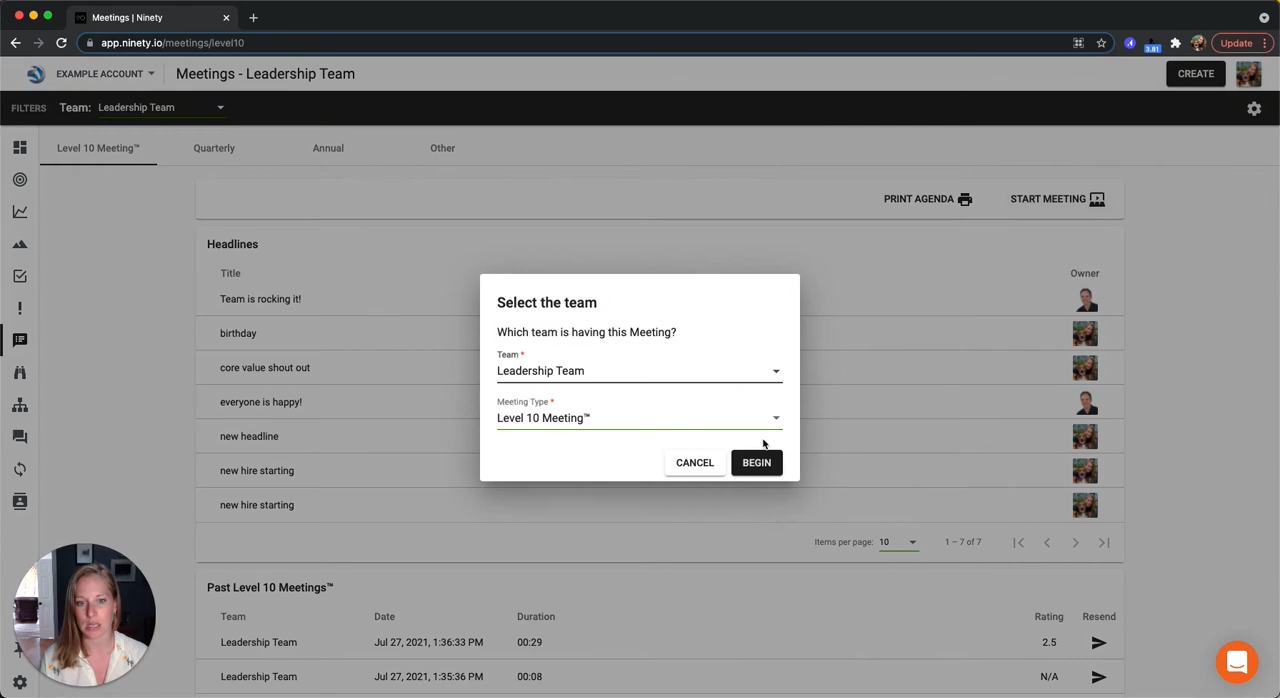 Meetings | Ninety
app.ninety.io/meetings/level10
3.81
Update
EXAMPLE ACCOUNT
Meetings - Leadership Team
CREATE
FILTERS Team: Leadership Team
Level 10 Meeting™ Quarterly Annual Other
PRINT AGENDA START MEETING
Headlines
Title Owner
Team is rocking it!
birthday
core value shout out
everyone is happy!
new headline
new hire starting
new hire starting
Items per page: 10 1 – 7 of 7
Select the team
Which team is having this Meeting?
Team *
Leadership Team
Meeting Type *
Level 10 Meeting™
CANCEL BEGIN
Past Level 10 Meetings™
Team Date Duration Rating Resend
Leadership Team Jul 27, 2021, 1:36:33 PM 00:29 2.5
Leadership Team Jul 27, 2021, 1:35:36 PM 00:08 N/A